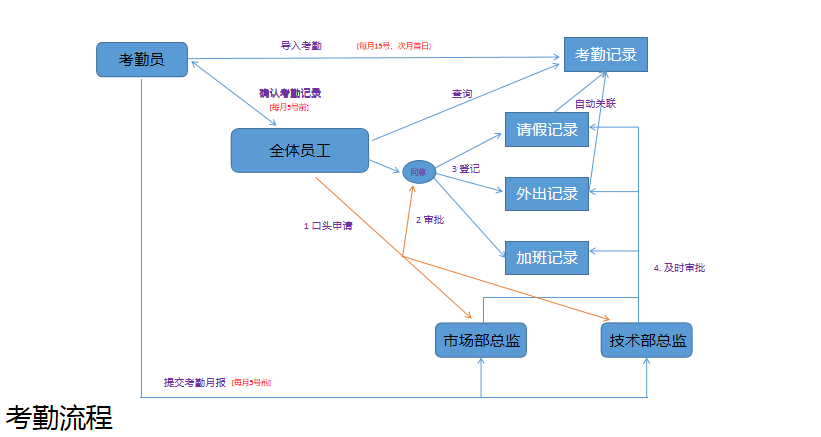 考勤员
导入考勤
(每月15号、次月首日)
考勤记录
确认考勤记录
(每月5号前)
查询
自动关联
全体员工
请假记录
同意
3 登记
外出记录
1 口头申请
2 审批
加班记录
4. 及时审批
市场部总监
技术部总监
提交考勤月报
(每月5号前)
考勤流程